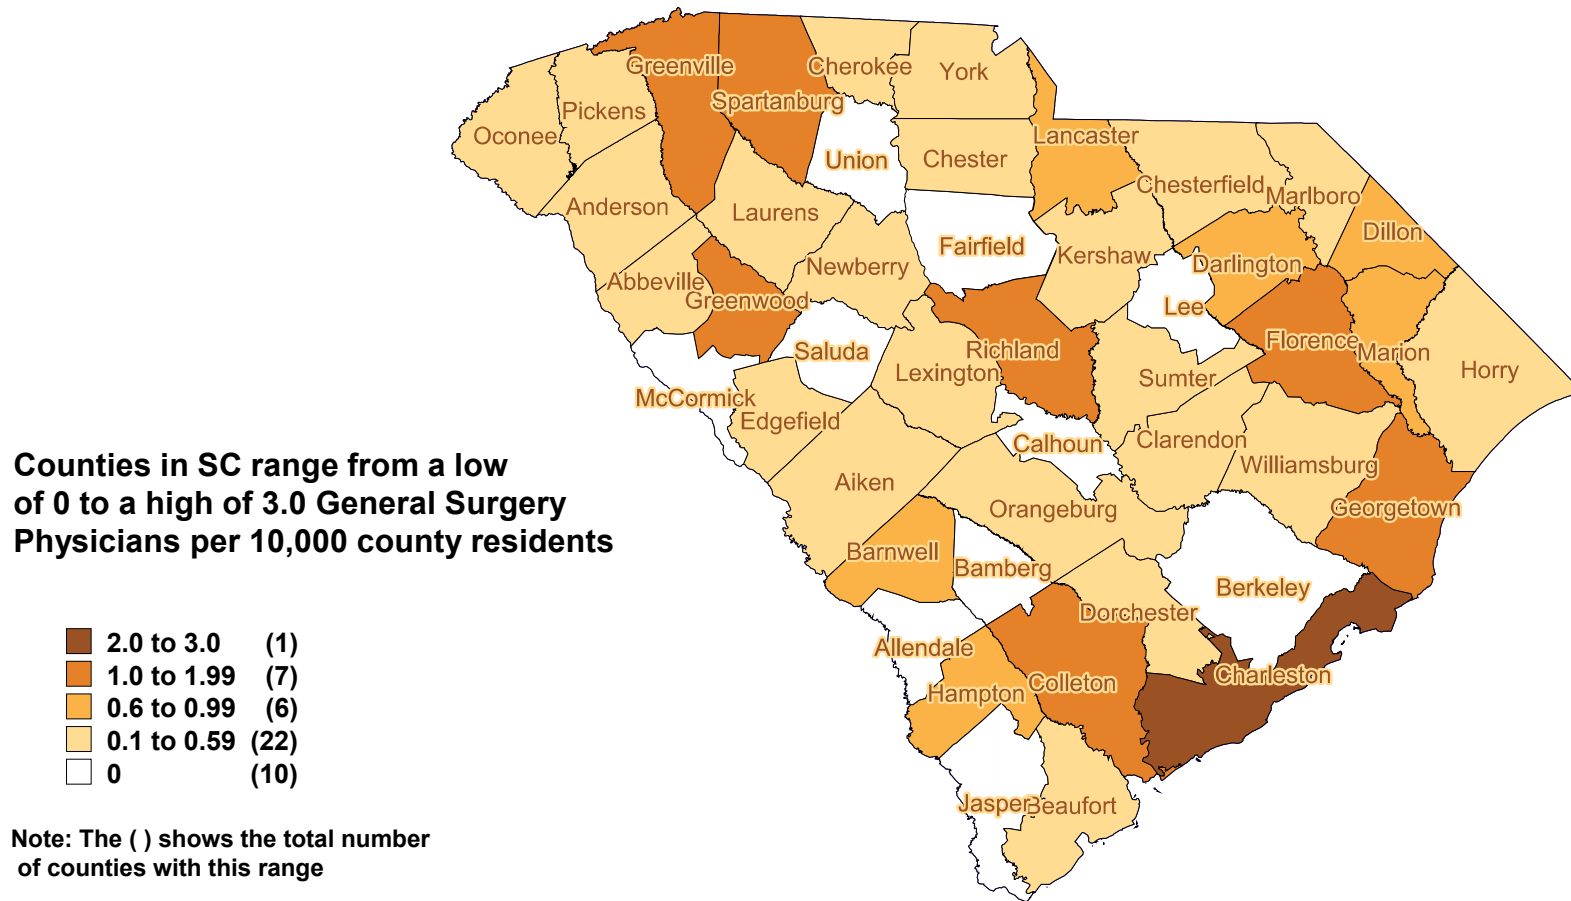 Greenville
Cherokee
York
Spartanburg
Pickens
Oconee
Lancaster
Union
Chester
Chesterfield
Marlboro
Anderson
Laurens
Dillon
Fairfield
Kershaw
Darlington
Newberry
Abbeville
Greenwood
Lee
Florence
Richland
Saluda
Marion
Lexington
Sumter
Horry
McCormick
Edgefield
Calhoun
Clarendon
Williamsburg
Aiken
Orangeburg
Georgetown
Barnwell
Bamberg
Berkeley
Dorchester
Allendale
Charleston
Hampton
Colleton
Jasper
Beaufort
Counties in SC range from a low
of 0 to a high of 3.0 General Surgery
Physicians per 10,000 county residents
2.0 to 3.0 (1)
1.0 to 1.99 (7)
0.6 to 0.99 (6)
0.1 to 0.59 (22)
0 (10)
Note: The ( ) shows the total number
of counties with this range